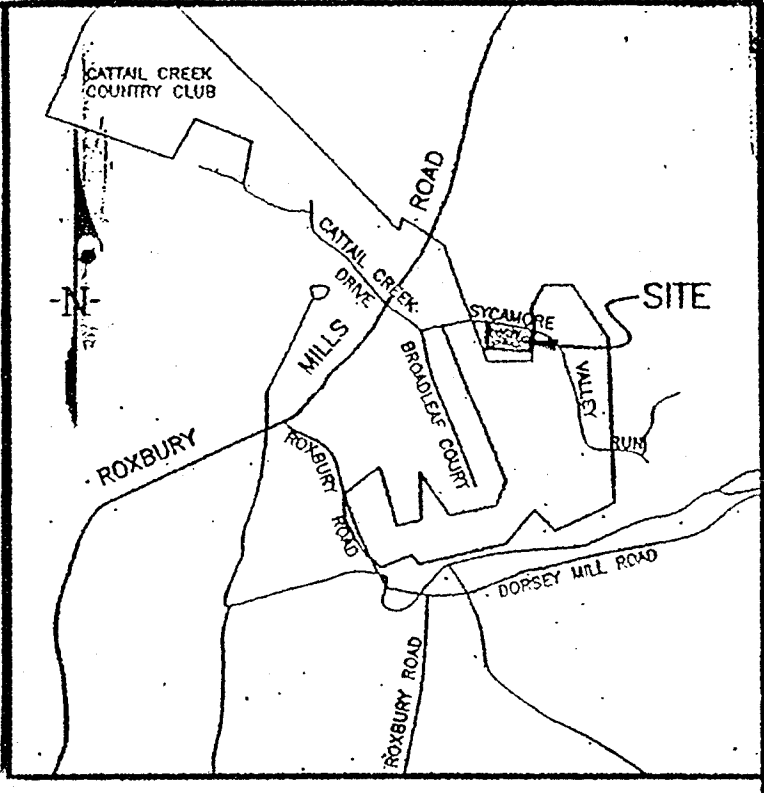 CATTAIL CREEK
COUNTRY CLUB
ROAD
CATTAIL CREEK
DRIVE
-N-
SITE
SYCAMORE
MILLS
BROADLEAF COURT
VALLEY
RUN
ROXBURY
ROXBURY
ROAD
DORSEY MILL ROAD
ROXBURY ROAD